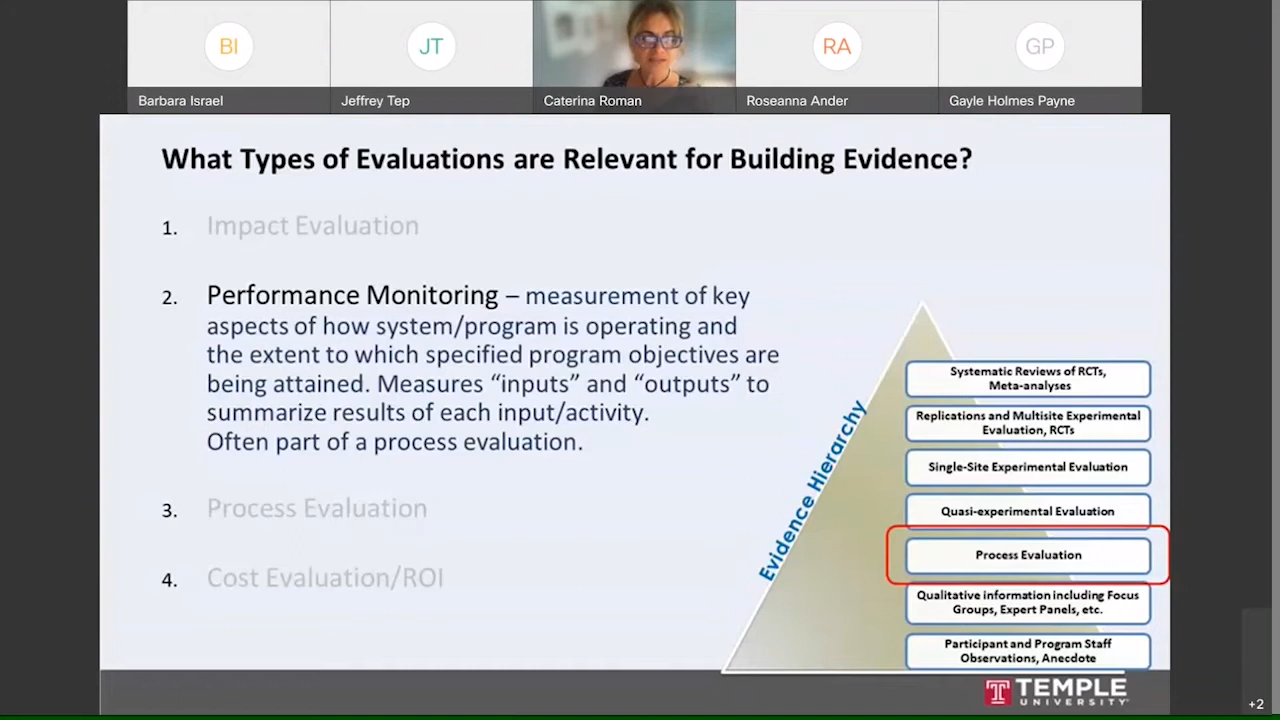 BI
JT
RA
GP
Barbara Israel
Jeffrey Tep
Caterina Roman
Roseanna Ander
Gayle Holmes Payne
What Types of Evaluations are Relevant for Building Evidence?
1. Impact Evaluation
2. Performance Monitoring – measurement of key
aspects of how system/program is operating and
the extent to which specified program objectives are
being attained. Measures “inputs” and “outputs” to
summarize results of each input/activity.
Often part of a process evaluation.
3. Process Evaluation
4. Cost Evaluation/ROI
Evidence Hierarchy
Systematic Reviews of RCTs,
Meta-analyses
Replications and Multisite Experimental
Evaluation, RCTs
Single-Site Experimental Evaluation
Quasi-experimental Evaluation
Process Evaluation
Qualitative information including Focus
Groups, Expert Panels, etc.
Participant and Program Staff
Observations, Anecdote
T TEMPLE
UNIVERSITY
+2